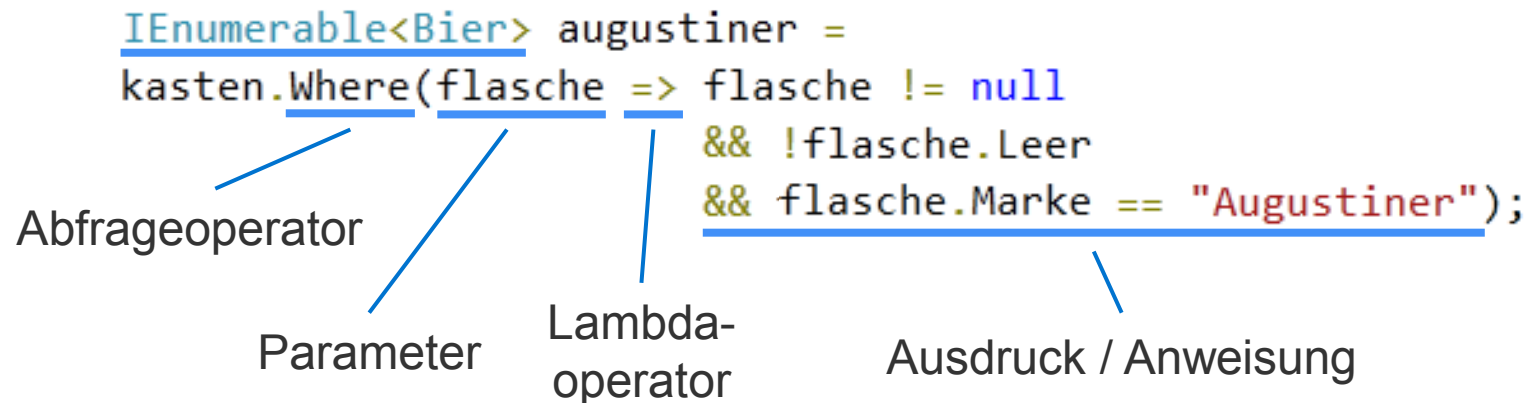 IEnumerable<Bier> augustiner =
kasten.Where(flasche => flasche != null
&& !flasche.Leer
&& flasche.Marke == "Augustiner");
Abfrageoperator
Parameter
Lambda-
operator
Ausdruck / Anweisung